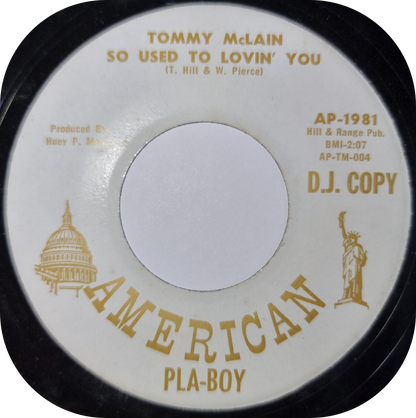 TOMMY McLAIN
SO USED TO LOVIN' YOU
(T. Hill & W. Pierce)
AP-1981
Produced By
Hill & Range Pub.
Huey P.
BMI-2:07
AP-TM-004
D.J. COPY
AMERICAN
PLA-BOY